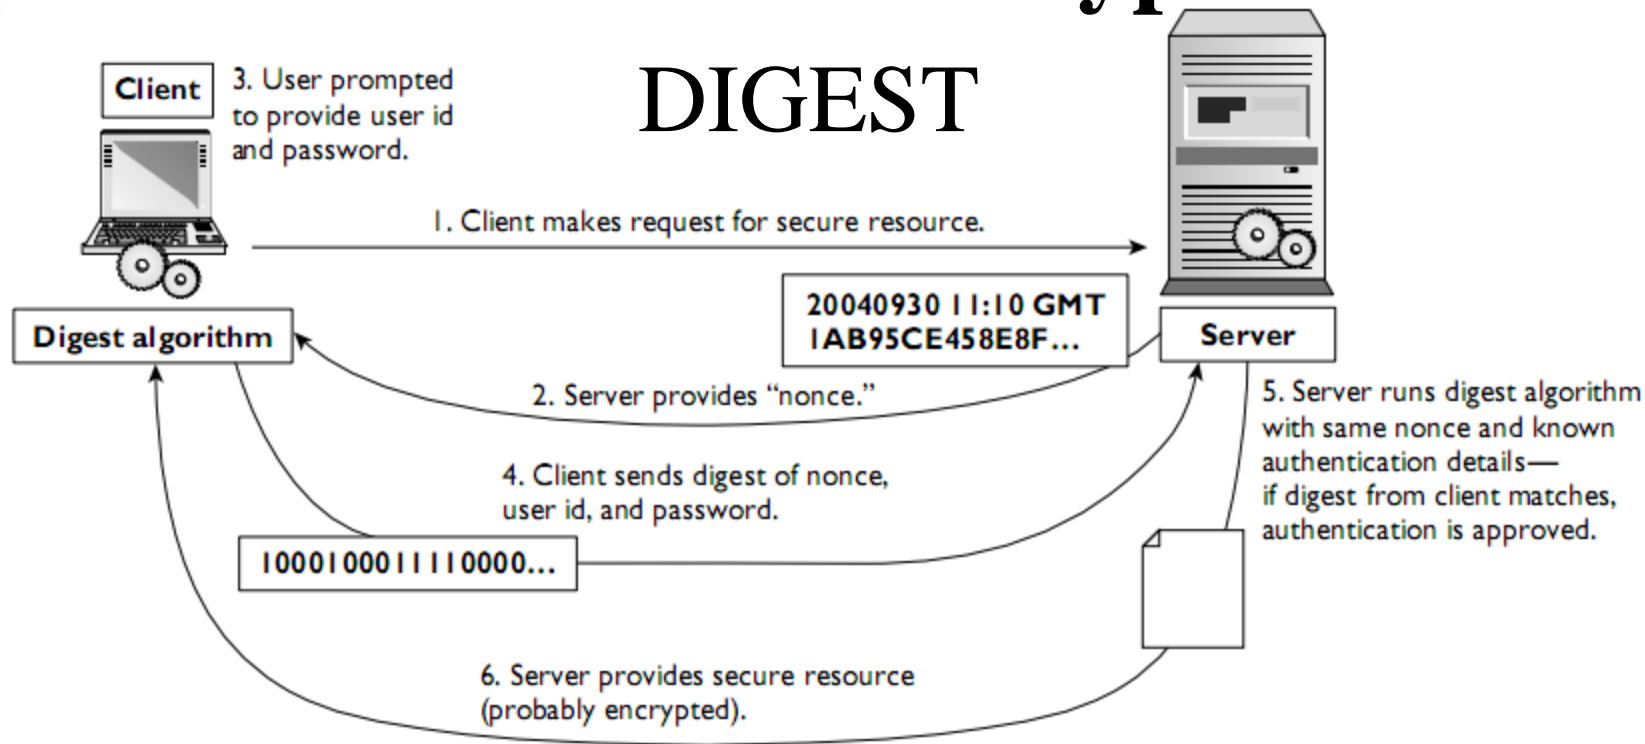 DIGEST
Client
3. User prompted
to provide user id
and password.
1. Client makes request for secure resource.
20040930 11:10 GMT
1AB95CE458E8F...
Digest algorithm
Server
2. Server provides “nonce.”
5. Server runs digest algorithm
with same nonce and known
authentication details—
if digest from client matches,
authentication is approved.
4. Client sends digest of nonce,
user id, and password.
1000100011110000...
6. Server provides secure resource
(probably encrypted).